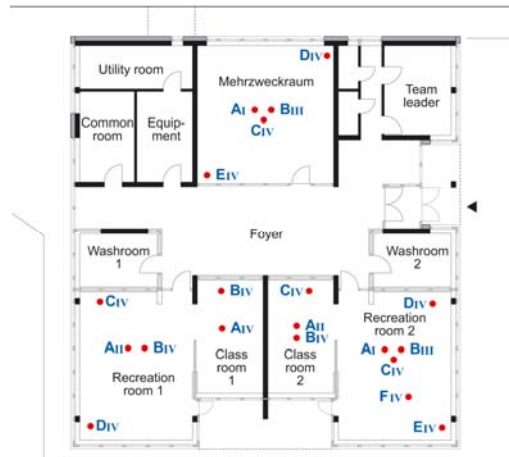 DIV
Utility room
Mehrzweckraum
Team
leader
AI BIII
CIV
Common
room
Equip-
ment
EIV
Foyer
Washroom
1
Washroom
2
CIV
BIV
CIV
DIV
Recreation
room 2
AII BIV
AIV
AII
BIV
AI BIII
CIV
Class
room
1
Class
room
2
Recreation
room 1
FIV
DIV
EIV